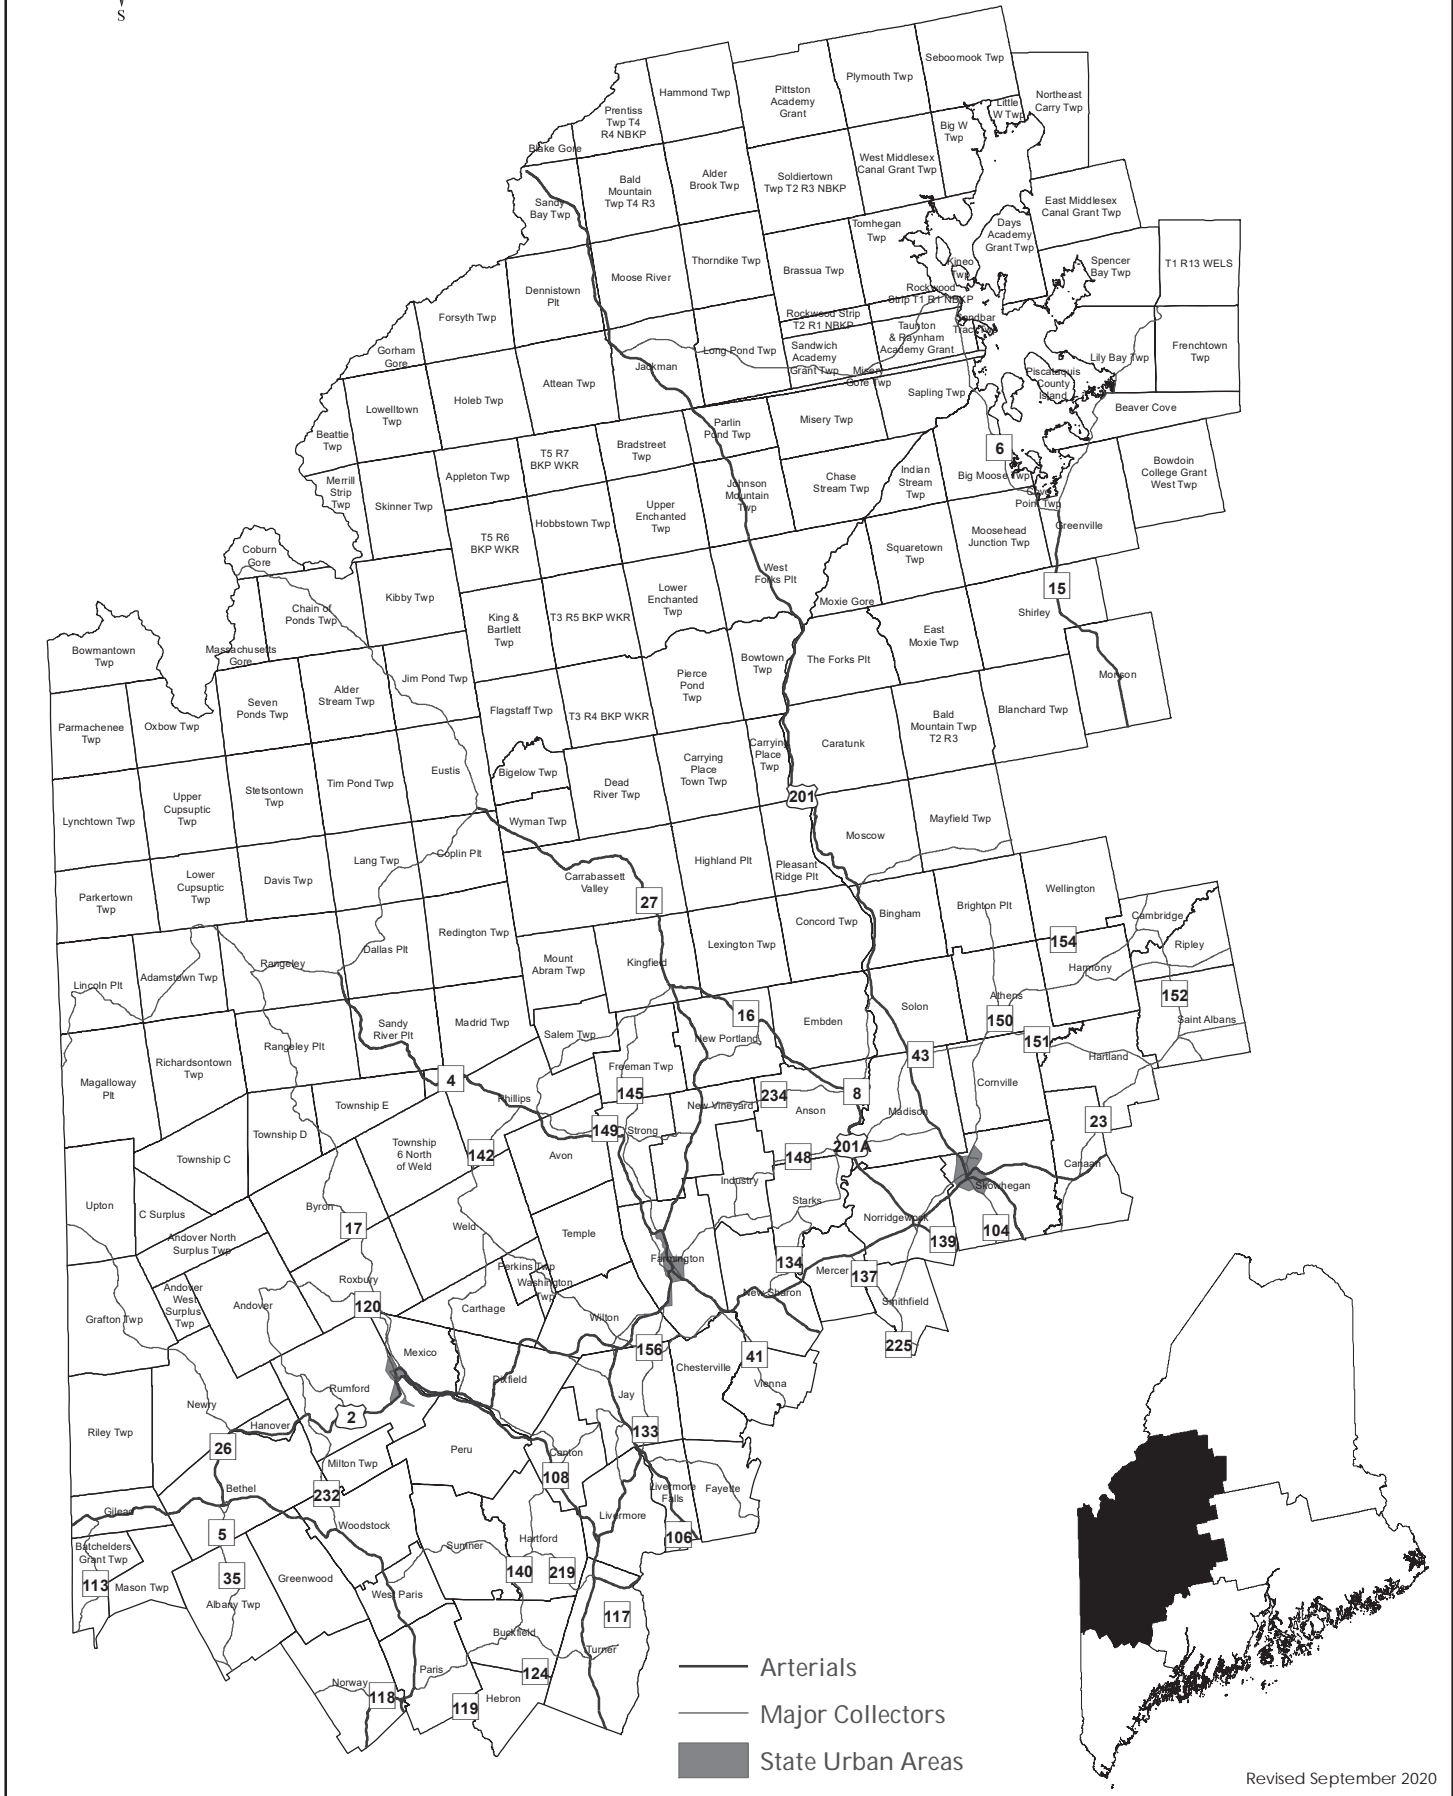 S
Seboomook Twp
Plymouth Twp
Hammond Twp
Pittston
Academy
Grant
Northeast
Carry Twp
Little
W Twp
Prentiss
Twp T4
R4 NBKP
Big W
Twp
Blake Gore
West Middlesex
Canal Grant Twp
Alder
Brook Twp
Soldiertown
Twp T2 R3 NBKP
Bald
Mountain
Twp T4 R3
Sandy
Bay Twp
East Middlesex
Canal Grant Twp
Days
Academy
Grant Twp
Tomhegan
Twp
Spencer
Bay Twp
T1 R13 WELS
Kineo
Twp
Thorndike Twp
Brassua Twp
Moose River
Dennistown
Plt
Rockwood
Strip T1 R1 NBKP
Rockwood Strip
T2 R1 NBKP
Sandbar
Tract Twp
Forsyth Twp
Taunton
& Raynham
Academy Grant
Gorham
Gore
Long Pond Twp
Sandwich
Academy
Grant Twp
Misery
Gore Twp
Frenchtown
Twp
Lily Bay Twp
Jackman
Piscataquis
County
Island
Attean Twp
Sapling Twp
Holeb Twp
Beaver Cove
Lowelltown
Twp
Misery Twp
Parlin
Pond Twp
Beattie
Twp
Bradstreet
Twp
6
T5 R7
BKP WKR
Bowdoin
College Grant
West Twp
Appleton Twp
Big Moose Twp
Indian
Stream
Twp
Chase
Stream Twp
Johnson
Mountain
Twp
Merrill
Strip
Twp
Skinner Twp
Cove
Point Twp
Upper
Enchanted
Twp
Hobbstown Twp
Greenville
Moosehead
Junction Twp
T5 R6
BKP WKR
Squaretown
Twp
Coburn
Gore
West
Forks Plt
15
Kibby Twp
Lower
Enchanted
Twp
Moxie Gore
Shirley
Chain of
Ponds Twp
King &
Bartlett
Twp
T3 R5 BKP WKR
East
Moxie Twp
Massachusetts
Gore
Bowmantown
Twp
Bowtown
Twp
The Forks Plt
Pierce
Pond
Twp
Monson
Jim Pond Twp
Alder
Stream Twp
Seven
Ponds Twp
Flagstaff Twp
T3 R4 BKP WKR
Blanchard Twp
Bald
Mountain Twp
T2 R3
Oxbow Twp
Parmachenee
Twp
Caratunk
Carrying
Place
Twp
Carrying
Place
Town Twp
Eustis
Bigelow Twp
Dead
River Twp
Tim Pond Twp
Stetsontown
Twp
201
Upper
Cupsuptic
Twp
Lynchtown Twp
Wyman Twp
Mayfield Twp
Moscow
Coplin Plt
Lang Twp
Highland Plt
Pleasant
Ridge Plt
Carrabassett
Valley
Davis Twp
Lower
Cupsuptic
Twp
Parkertown
Twp
27
Wellington
Brighton Plt
Bingham
Cambridge
Concord Twp
Redington Twp
154
Ripley
Lexington Twp
Dallas Plt
Rangeley
Mount
Abram Twp
Kingfield
Harmony
Adamstown Twp
Lincoln Plt
Athens
152
Solon
16
150
Saint Albans
Embden
Madrid Twp
Sandy
River Plt
Salem Twp
New Portland
151
Rangeley Plt
Hartland
43
Richardsontown
Twp
Freeman Twp
4
Magalloway
Plt
Cornville
145
234
8
Phillips
Township E
New Vineyard
Anson
Madison
23
149
Strong
Township D
201A
Township
6 North
of Weld
142
Avon
148
Township C
Canaan
Industry
Skowhegan
Upton
Byron
Starks
C Surplus
Norridgewock
17
Weld
Temple
104
139
Andover North
Surplus Twp
Farmington
134
Perkins Twp
Mercer
137
Washington
Twp
Roxbury
Andover
West
Surplus
Twp
New Sharon
Smithfield
Andover
120
Carthage
Grafton Twp
Wilton
156
225
Mexico
41
Chesterville
Dixfield
Vienna
Rumford
Jay
Newry
2
Hanover
133
Riley Twp
26
Peru
Canton
Milton Twp
108
Bethel
Livermore
Falls
Fayette
232
Gilead
Livermore
Woodstock
5
106
Hartford
Sumner
Batchelders
Grant Twp
140
219
35
Greenwood
113
Mason Twp
West Paris
Albany Twp
117
Buckfield
Turner
Paris
124
Norway
118
119
Hebron
Arterials
Major Collectors
State Urban Areas
Revised September 2020